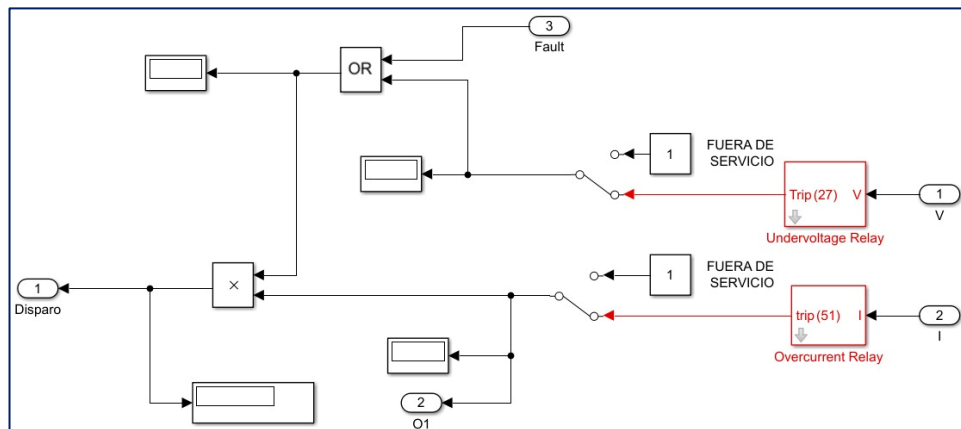 3
Fault
OR
1
FUERA DE
SERVICIO
Trip (27)
V
1
V
Undervoltage Relay
1
FUERA DE
SERVICIO
1
Disparo
×
trip (51)
I
2
I
Overcurrent Relay
2
O1